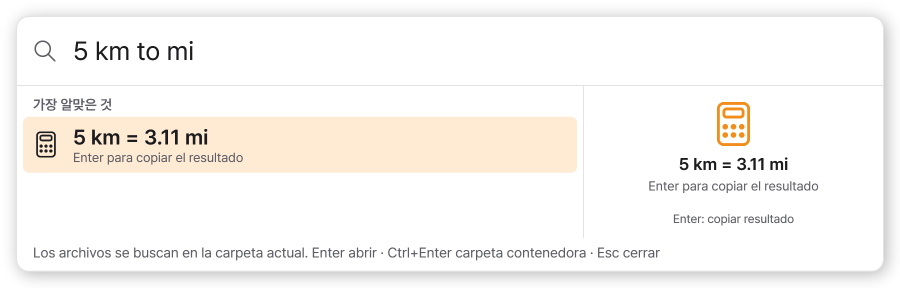 5 km to mi
가장 알맞은 것
5 km = 3.11 mi
Enter para copiar el resultado
5 km = 3.11 mi
Enter para copiar el resultado
Enter: copiar resultado
Los archivos se buscan en la carpeta actual. Enter abrir · Ctrl+Enter carpeta contenedora · Esc cerrar